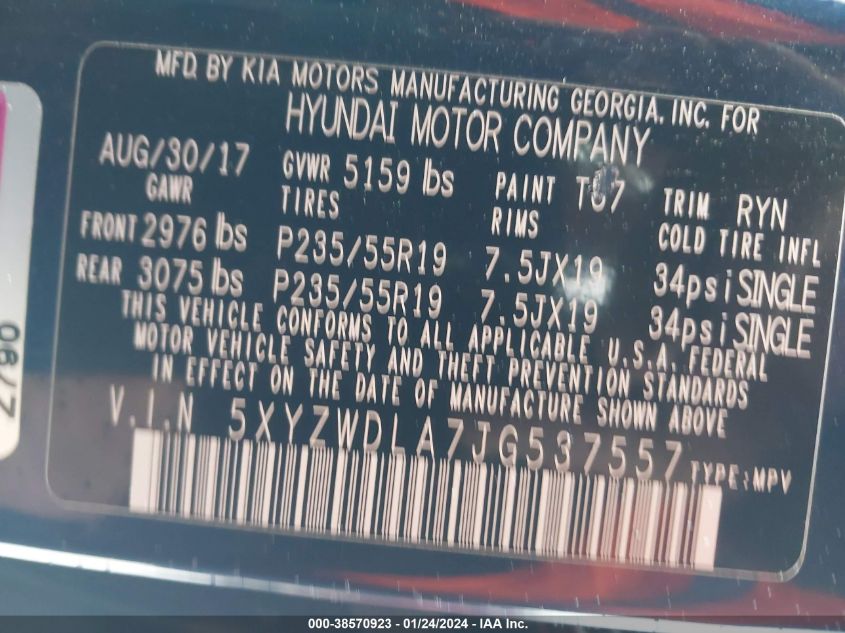 MFD BY KIA MOTORS MANUFACTURING GEORGIA, INC. FOR
HYUNDAI MOTOR COMPANY
AUG/30/17 GVWR 5159 lbs PAINT TRIM RYN
GAWR TIRES RIMS COLD TIRE INFL
FRONT 2976 lbs P235/55R19 7.5JX19 34psi SINGLE
REAR 3075 lbs P235/55R19 7.5JX19 34psi SINGLE
THIS VEHICLE CONFORMS TO ALL APPLICABLE U.S.A. FEDERAL
MOTOR VEHICLE SAFETY AND THEFT PREVENTION STANDARDS
IN EFFECT ON THE DATE OF MANUFACTURE SHOWN ABOVE
V.I.N 5XYZWDLA7JG537557 TYPE:MPV
000-38570923 - 01/24/2024 - IAA Inc.